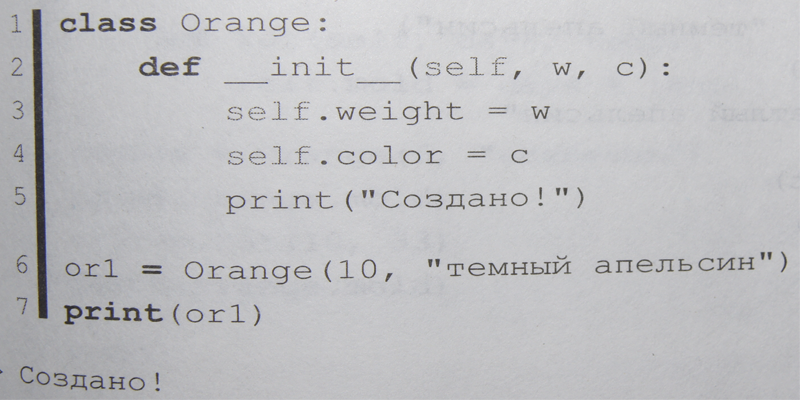 1 class Orange:
2 def __init__(self, w, c):
3 self.weight = w
4 self.color = c
5 print("Создано!")
6 or1 = Orange(10, "темный апельсин")
7 print(or1)
Создано!